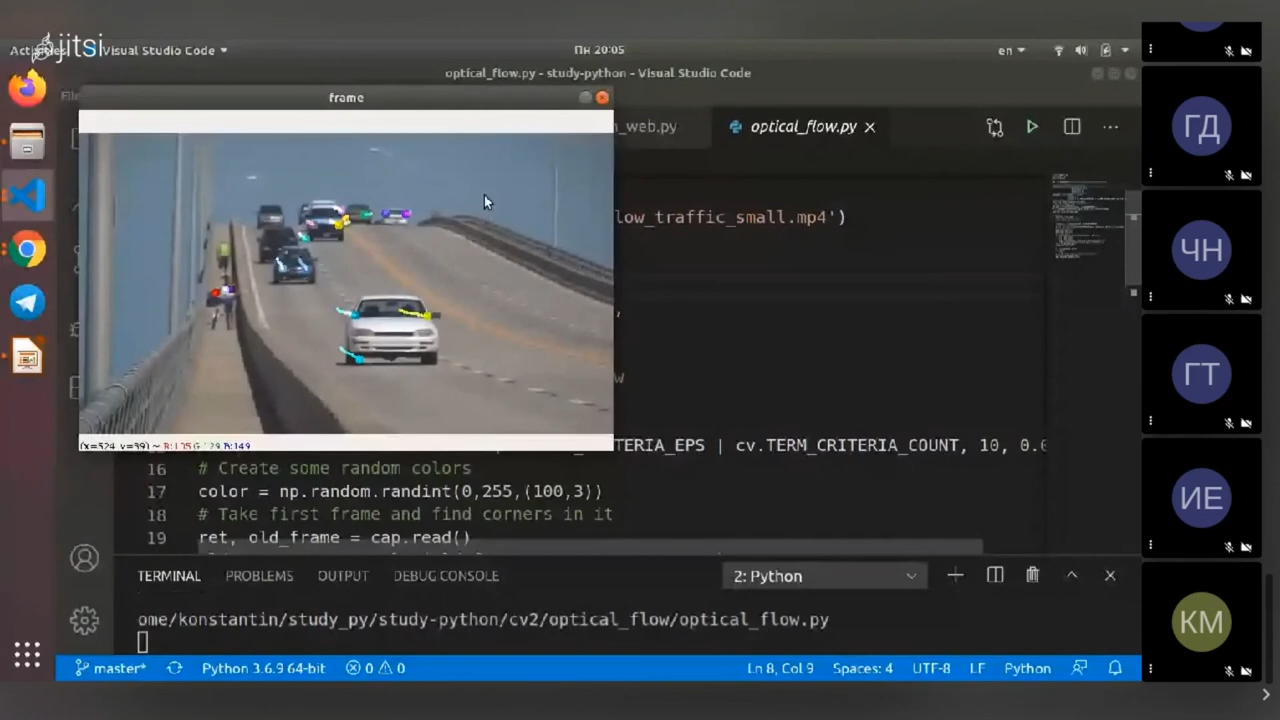 jitsi
Visual Studio Code
Пн 20:05
en
optical_flow.py - study-python - Visual Studio Code
frame
_web.py
optical_flow.py
ГД
low_traffic_small.mp4')
ЧН
ГТ
TERIA_EPS | cv.TERM_CRITERIA_COUNT, 10, 0.0
16 # Create some random colors
17 color = np.random.randint(0,255,(100,3))
18 # Take first frame and find corners in it
19 ret, old_frame = cap.read()
ИЕ
TERMINAL PROBLEMS OUTPUT DEBUG CONSOLE 2: Python
ome/konstantin/study_py/study-python/cv2/optical_flow/optical_flow.py
КМ
master* Python 3.6.9 64-bit 0 0 Ln 8, Col 9 Spaces: 4 UTF-8 LF Python